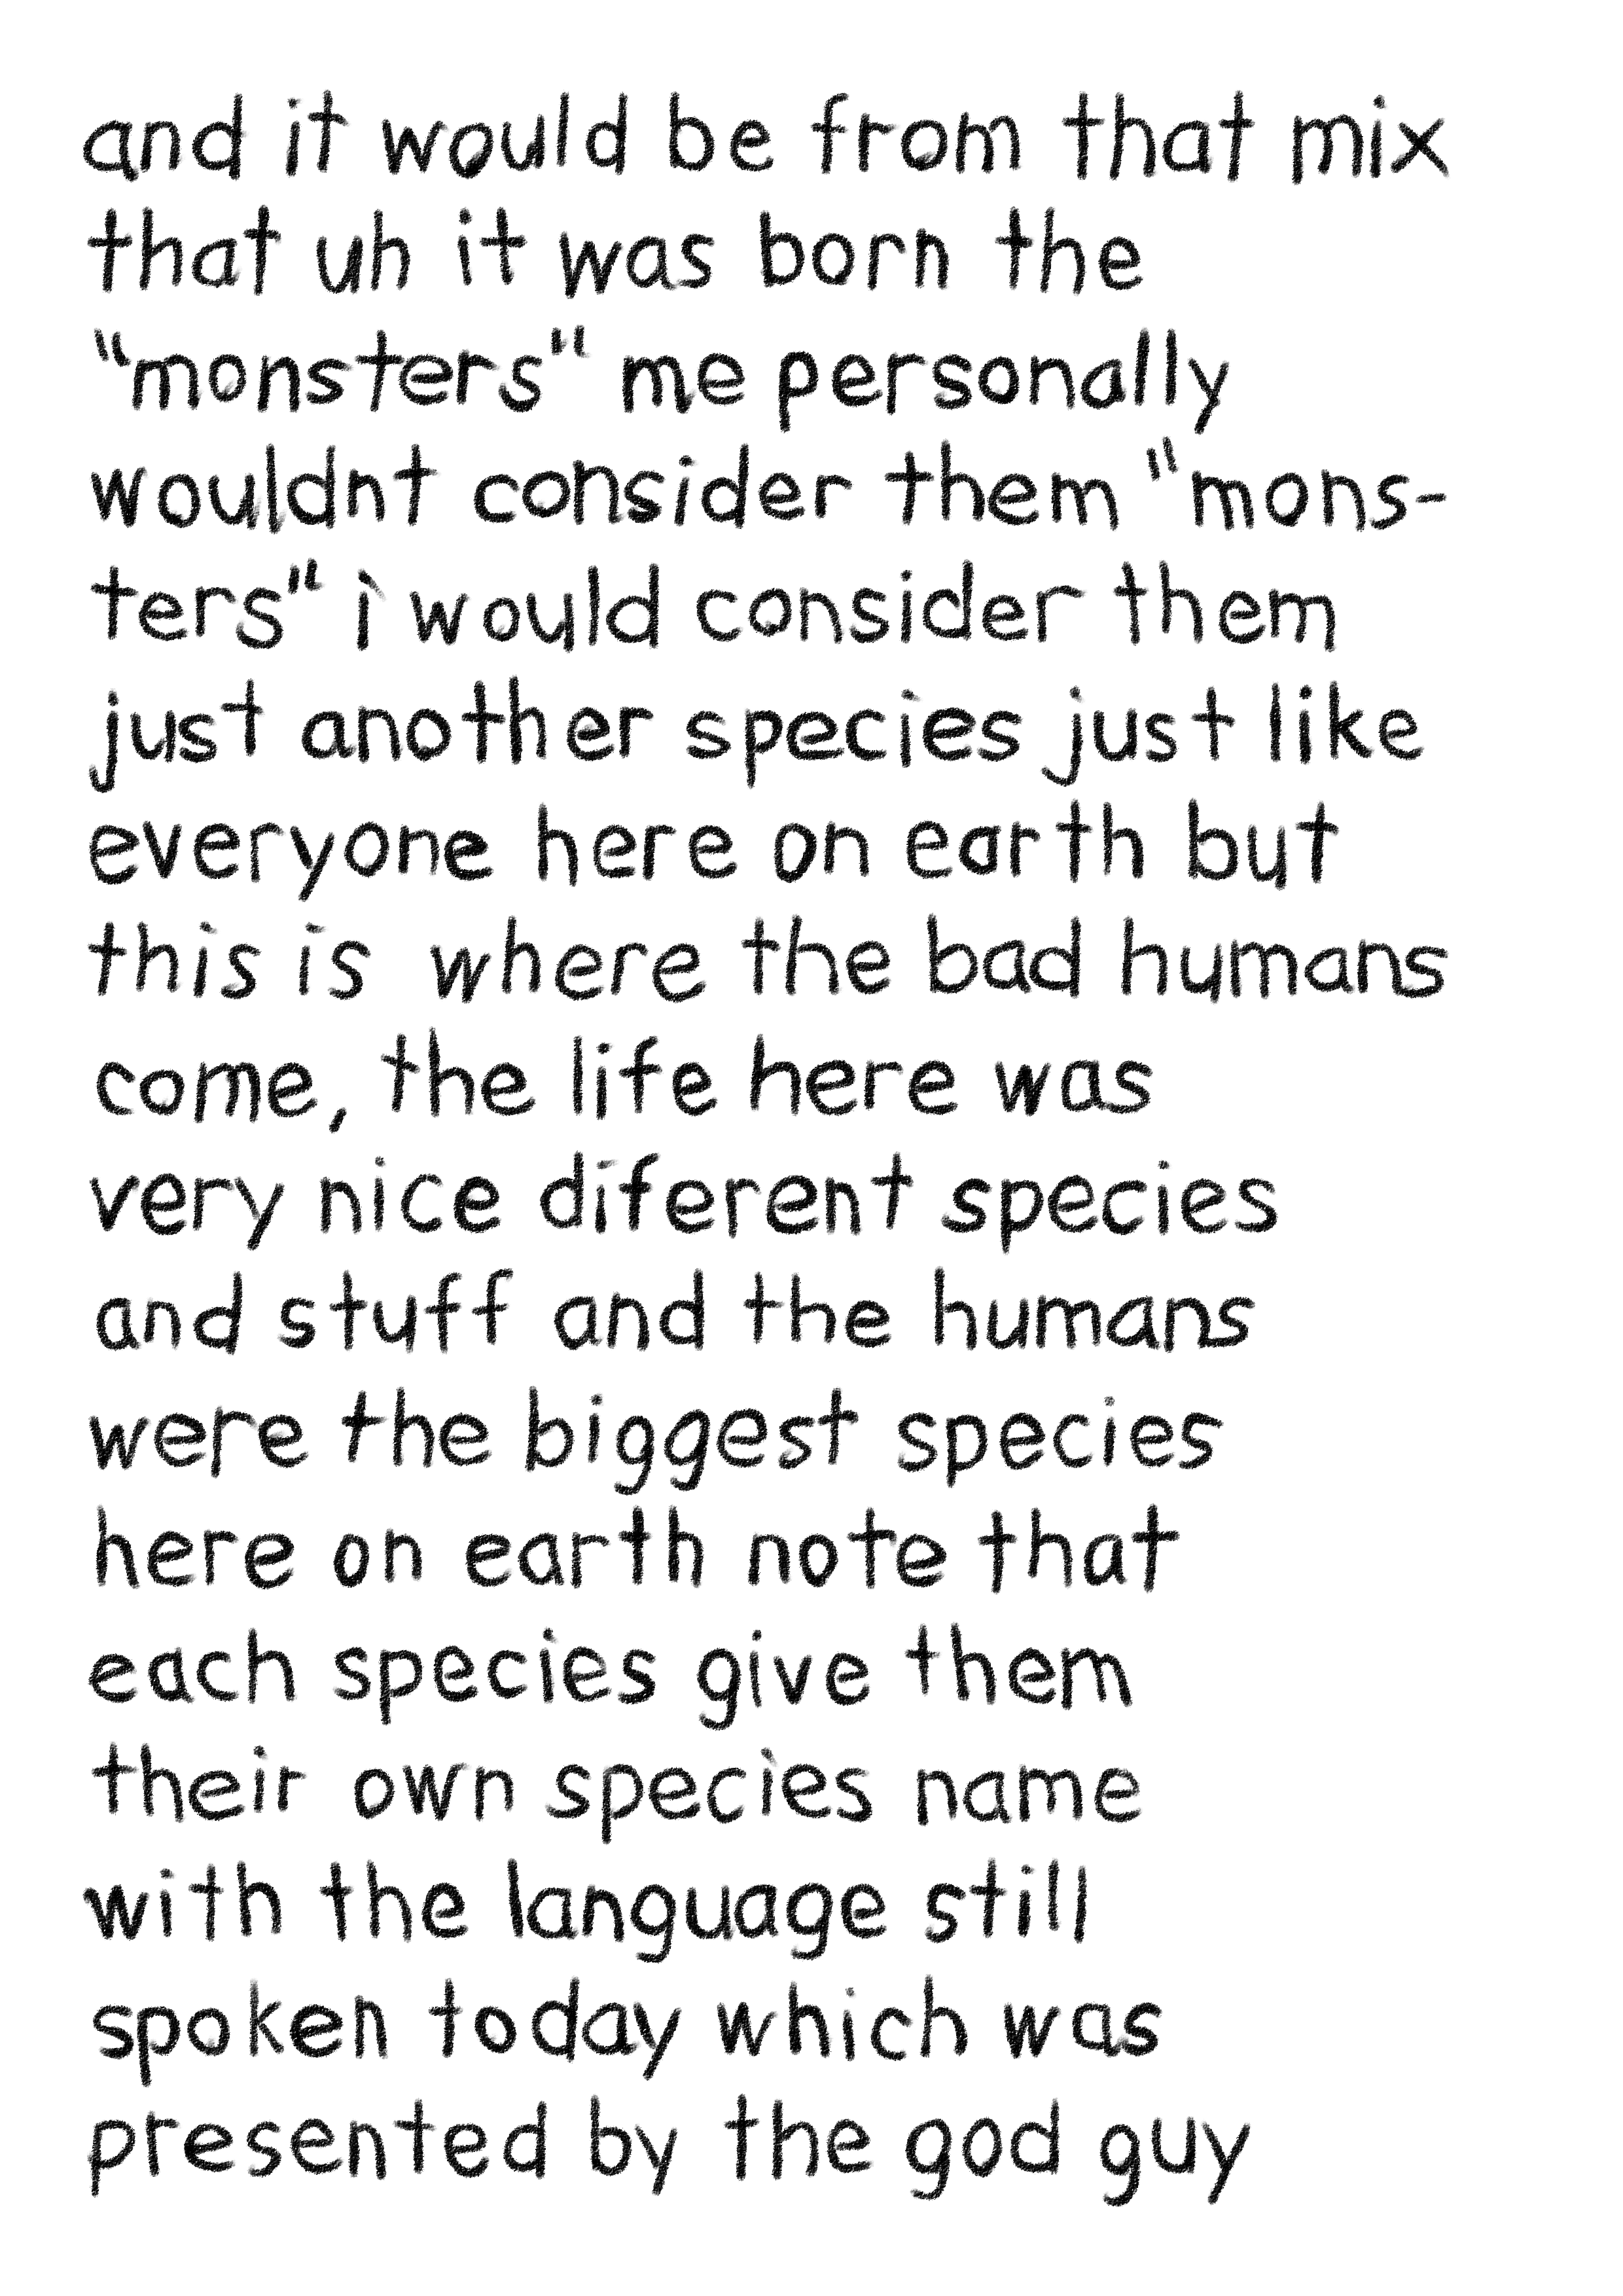 and it would be from that mix
that uh it was born the
"monsters" me personally
wouldnt consider them "mons-
ters" i would consider them
just another species just like
everyone here on earth but
this is where the bad humans
come, the life here was
very nice diferent species
and stuff and the humans
were the biggest species
here on earth note that
each species give them
their own species name
with the language still
spoken today which was
presented by the god guy